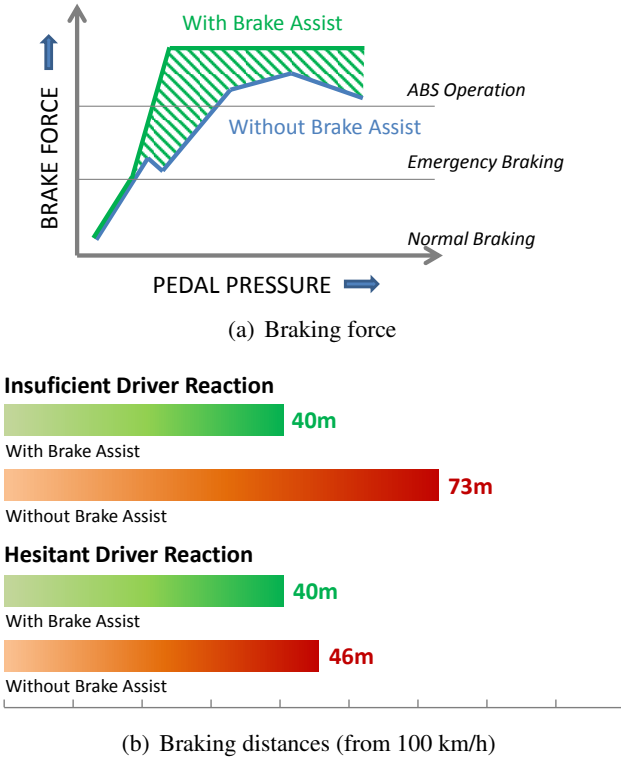 With Brake Assist
BRAKE FORCE
ABS Operation
Without Brake Assist
Emergency Braking
Normal Braking
PEDAL PRESSURE
(a) Braking force
Insuficient Driver Reaction
40m
With Brake Assist
73m
Without Brake Assist
Hesitant Driver Reaction
40m
With Brake Assist
46m
Without Brake Assist
(b) Braking distances (from 100 km/h)